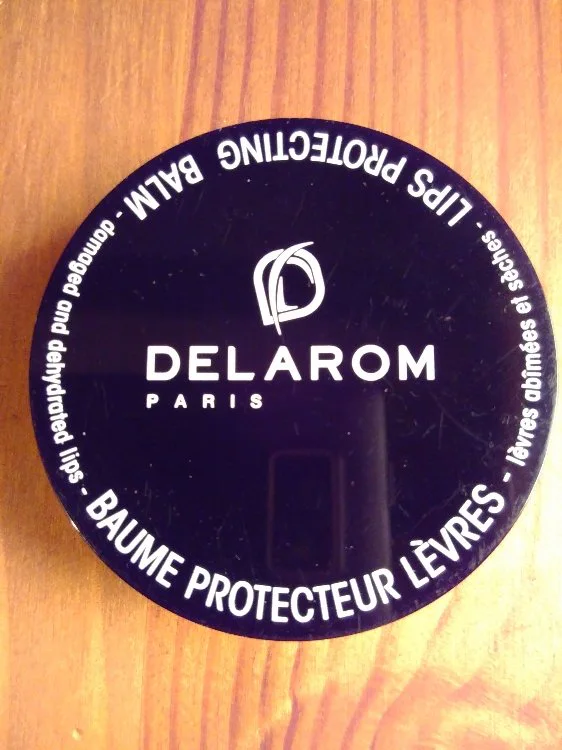 DELAROM
PARIS
BAUME PROTECTEUR LÈVRES - lèvres abîmées et sèches - LIPS PROTECTING BALM - damaged and dehydrated lips -